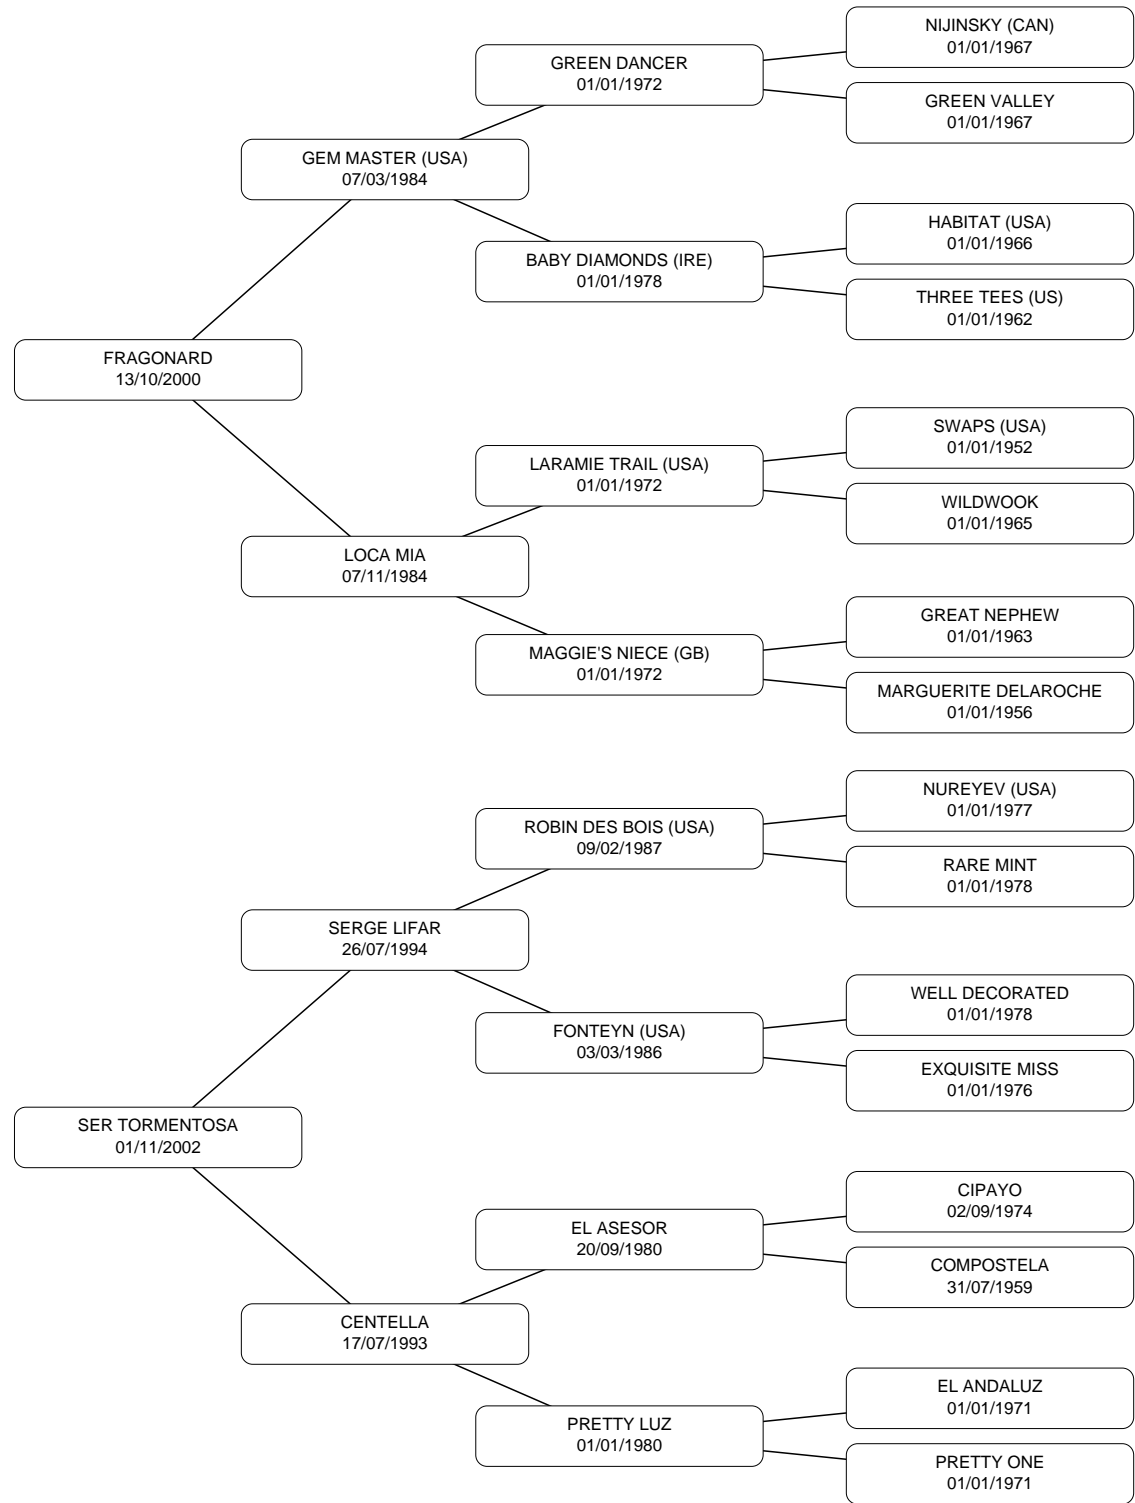 NIJINSKY (CAN)
01/01/1967
GREEN DANCER
01/01/1972
GREEN VALLEY
01/01/1967
GEM MASTER (USA)
07/03/1984
HABITAT (USA)
01/01/1966
BABY DIAMONDS (IRE)
01/01/1978
THREE TEES (US)
01/01/1962
FRAGONARD
13/10/2000
SWAPS (USA)
01/01/1952
LARAMIE TRAIL (USA)
01/01/1972
WILDWOOK
01/01/1965
LOCA MIA
07/11/1984
GREAT NEPHEW
01/01/1963
MAGGIE'S NIECE (GB)
01/01/1972
MARGUERITE DELAROCHE
01/01/1956
NUREYEV (USA)
01/01/1977
ROBIN DES BOIS (USA)
09/02/1987
RARE MINT
01/01/1978
SERGE LIFAR
26/07/1994
WELL DECORATED
01/01/1978
FONTEYN (USA)
03/03/1986
EXQUISITE MISS
01/01/1976
SER TORMENTOSA
01/11/2002
CIPAYO
02/09/1974
EL ASESOR
20/09/1980
COMPOSTELA
31/07/1959
CENTELLA
17/07/1993
EL ANDALUZ
01/01/1971
PRETTY LUZ
01/01/1980
PRETTY ONE
01/01/1971